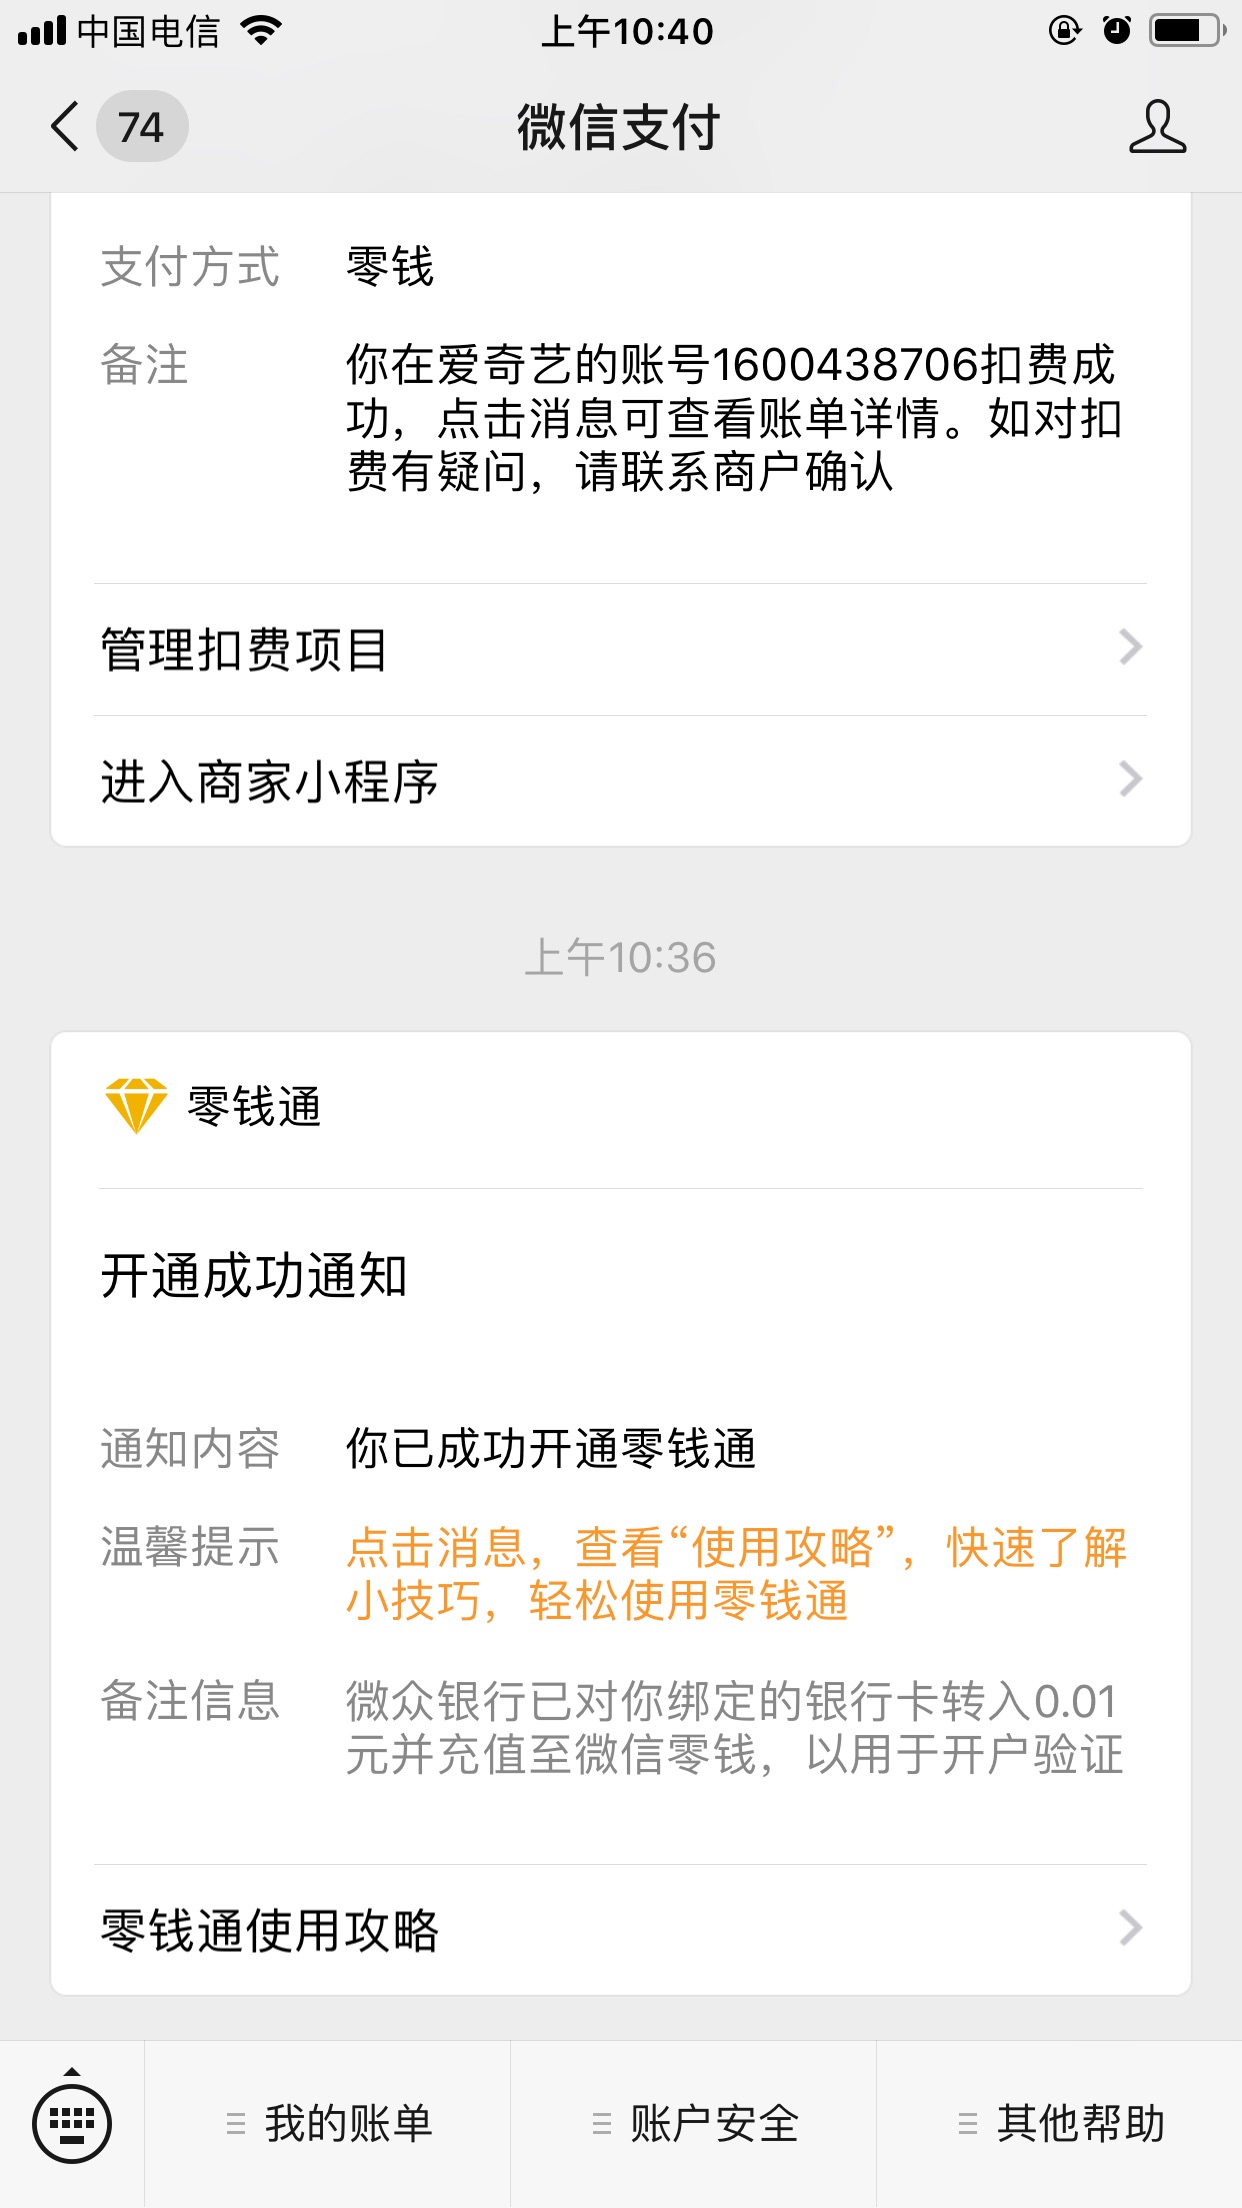 中国电信
上午10:40
74
微信支付
支付方式 零钱
备注 你在爱奇艺的账号1600438706扣费成
功，点击消息可查看账单详情。如对扣
费有疑问，请联系商户确认
管理扣费项目
进入商家小程序
上午10:36
零钱通
开通成功通知
通知内容 你已成功开通零钱通
温馨提示 点击消息，查看“使用攻略”，快速了解
小技巧，轻松使用零钱通
备注信息 微众银行已对你绑定的银行卡转入0.01
元并充值至微信零钱，以用于开户验证
零钱通使用攻略
我的账单
账户安全
其他帮助